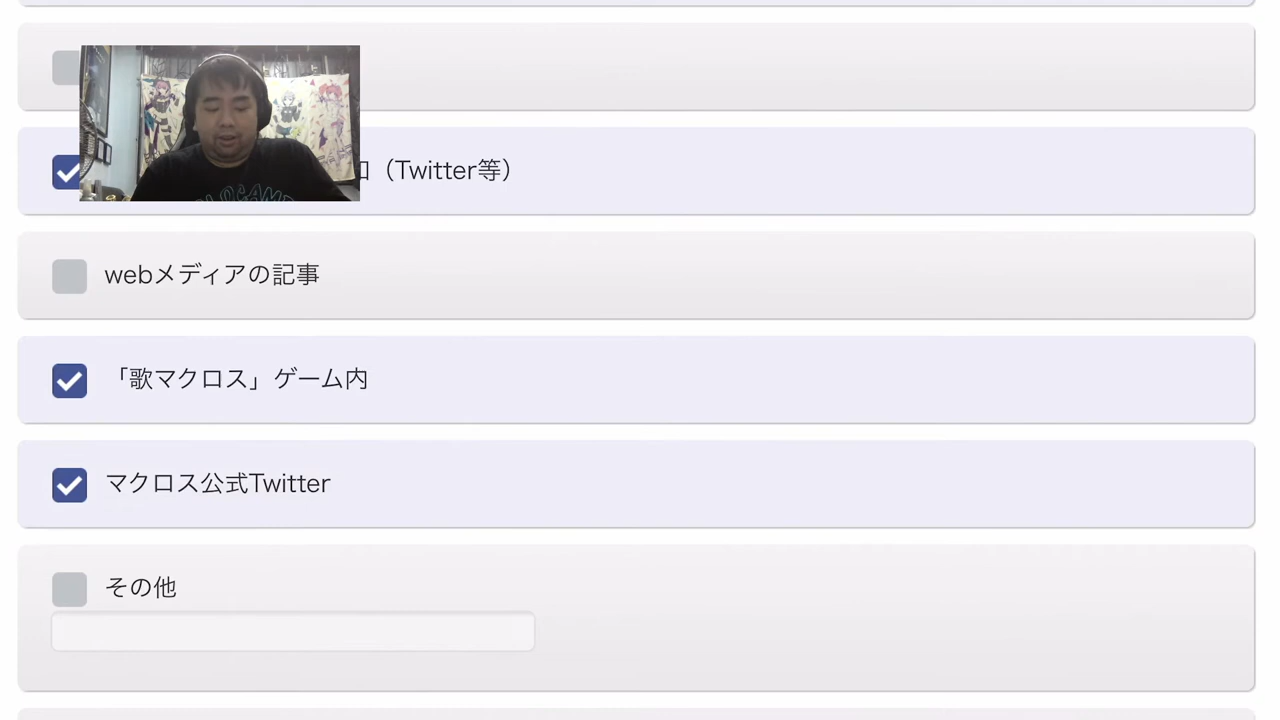 （Twitter等）
webメディアの記事
「歌マクロス」ゲーム内
マクロス公式Twitter
その他